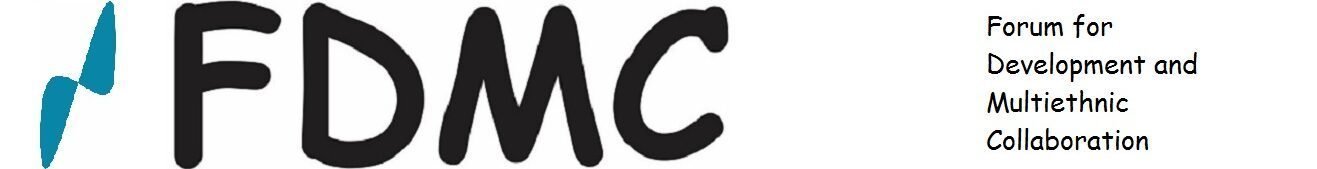 FDMC
Forum for
Development and
Multiethnic
Collaboration